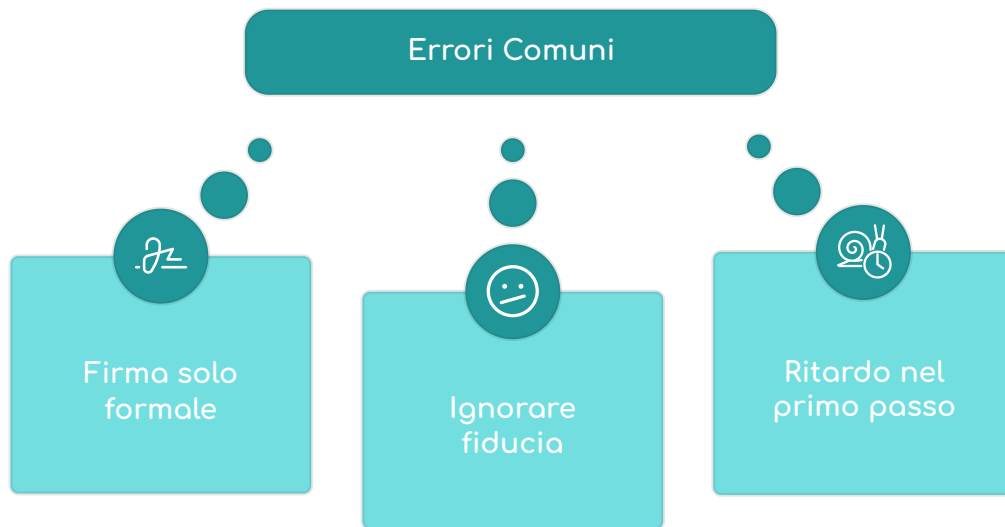 Errori Comuni
Firma solo
formale
Ignorare
fiducia
Ritardo nel
primo passo